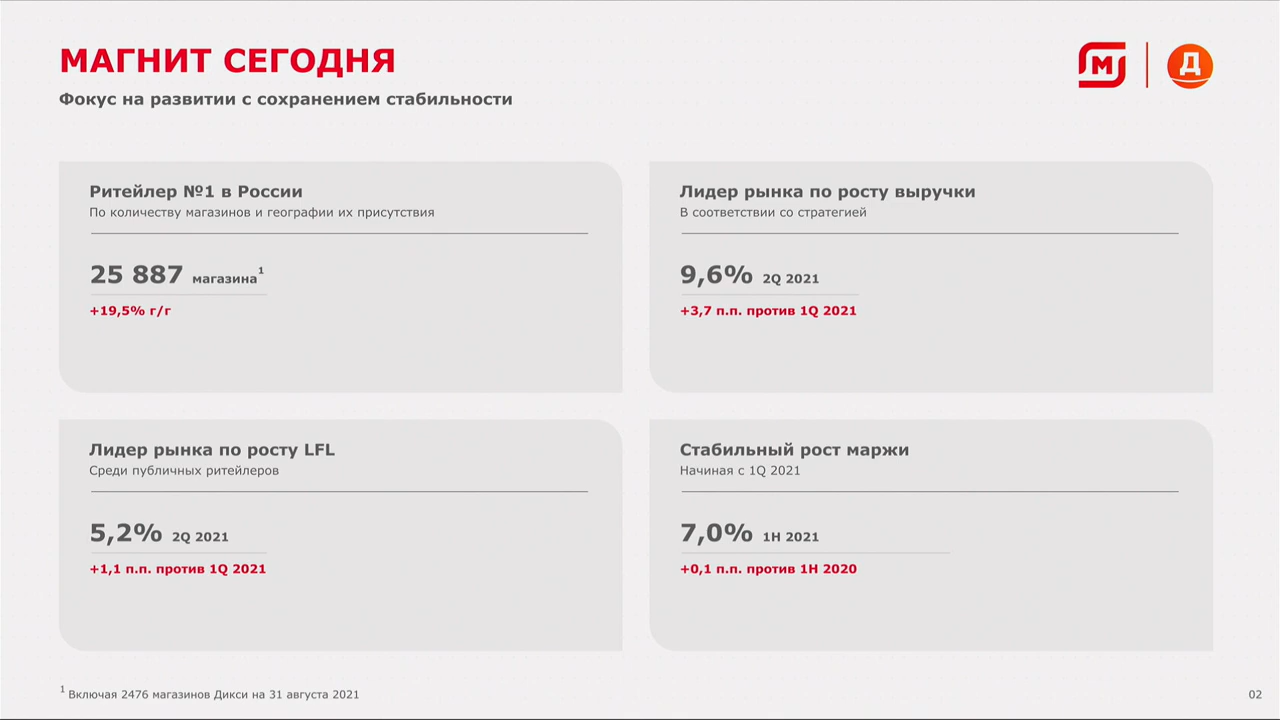 МАГНИТ СЕГОДНЯ
Фокус на развитии с сохранением стабильности
М
Д
Ритейлер №1 в России
По количеству магазинов и географии их присутствия
25 887 магазина¹
+19,5% г/г
Лидер рынка по росту выручки
В соответствии со стратегией
9,6% 2Q 2021
+3,7 п.п. против 1Q 2021
Лидер рынка по росту LFL
Среди публичных ритейлеров
5,2% 2Q 2021
+1,1 п.п. против 1Q 2021
Стабильный рост маржи
Начиная с 1Q 2021
7,0% 1H 2021
+0,1 п.п. против 1H 2020
¹ Включая 2476 магазинов Дикси на 31 августа 2021
02